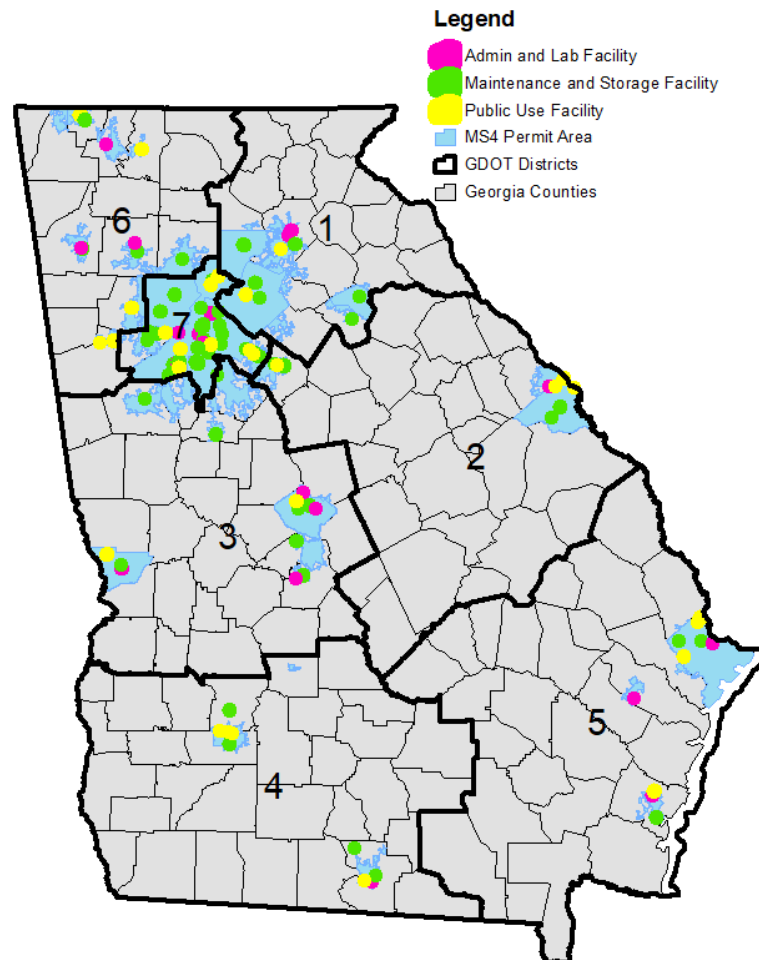 Legend
Admin and Lab Facility
Maintenance and Storage Facility
Public Use Facility
MS4 Permit Area
GDOT Districts
Georgia Counties
6
1
7
2
3
5
4